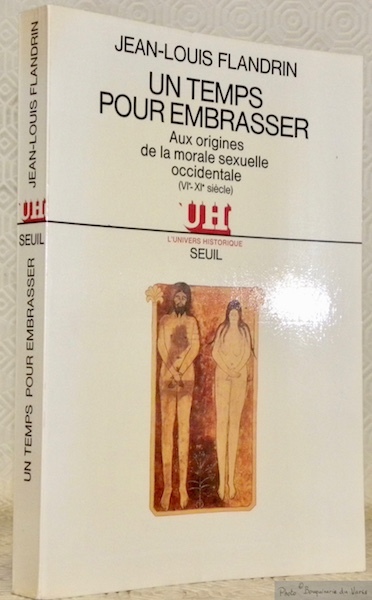 JEAN-LOUIS FLANDRIN
UN TEMPS
POUR EMBRASSER
Aux origines
de la morale sexuelle
occidentale
(VIe-XIe siècle)
UH
L'UNIVERS HISTORIQUE
SEUIL
JEAN-LOUIS FLANDRIN
UH
SEUIL
UN TEMPS POUR EMBRASSER
Photo © Bouquinerie du Varis